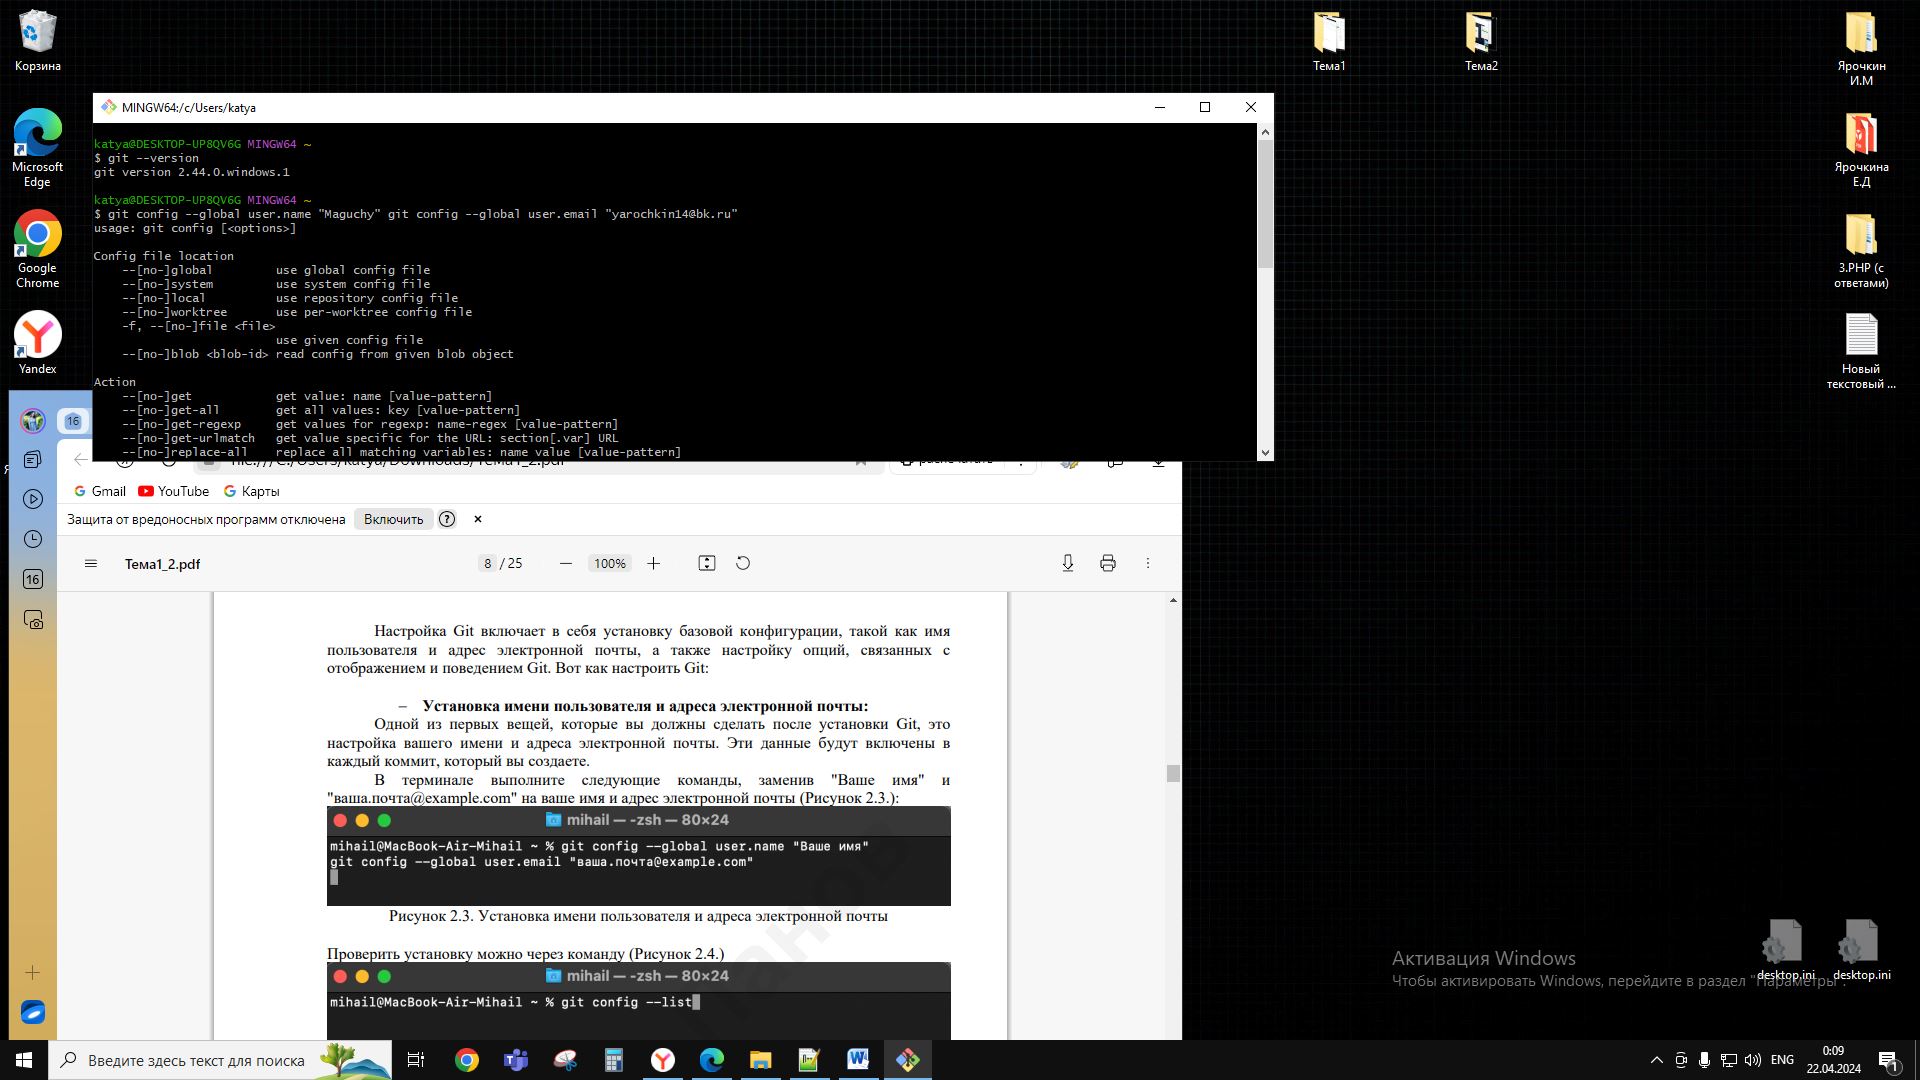 Корзина
Тема1
Тема2
Ярочкин
И.М
Microsoft
Edge
Ярочкина
Е.Д
Google
Chrome
3.PHP (с
ответами)
Yandex
Новый
текстовый ...
MINGW64:/c/Users/katya
katya@DESKTOP-UP8QV6G MINGW64 ~
$ git --version
git version 2.44.0.windows.1
katya@DESKTOP-UP8QV6G MINGW64 ~
$ git config --global user.name "Maguchy" git config --global user.email "yarochkin14@bk.ru"
usage: git config [<options>]
Config file location
--[no-]global use global config file
--[no-]system use system config file
--[no-]local use repository config file
--[no-]worktree use per-worktree config file
-f, --[no-]file <file>
use given config file
--[no-]blob <blob-id> read config from given blob object
Action
--[no-]get get value: name [value-pattern]
--[no-]get-all get all values: key [value-pattern]
--[no-]get-regexp get values for regexp: name-regex [value-pattern]
--[no-]get-urlmatch get value specific for the URL: section[.var] URL
--[no-]replace-all replace all matching variables: name value [value-pattern]
16
file:///C:/Users/katya/Downloads/Тема1_2.pdf
Gmail YouTube Карты
Защита от вредоносных программ отключена Включить
16
Тема1_2.pdf 8 / 25 100%
Настройка Git включает в себя установку базовой конфигурации, такой как имя
пользователя и адрес электронной почты, а также настройку опций, связанных с
отображением и поведением Git. Вот как настроить Git:
– Установка имени пользователя и адреса электронной почты:
Одной из первых вещей, которые вы должны сделать после установки Git, это
настройка вашего имени и адреса электронной почты. Эти данные будут включены в
каждый коммит, который вы создаете.
В терминале выполните следующие команды, заменив "Ваше имя" и
"ваша.почта@example.com" на ваше имя и адрес электронной почты (Рисунок 2.3.):
mihail — -zsh — 80×24
mihail@MacBook-Air-Mihail ~ % git config --global user.name "Ваше имя"
git config --global user.email "ваша.почта@example.com"
Рисунок 2.3. Установка имени пользователя и адреса электронной почты
Проверить установку можно через команду (Рисунок 2.4.)
mihail — -zsh — 80×24
mihail@MacBook-Air-Mihail ~ % git config --list
Активация Windows
Чтобы активировать Windows, перейдите в раздел "Параметры".
desktop.ini
desktop.ini
Введите здесь текст для поиска
ENG
0:09
22.04.2024
1